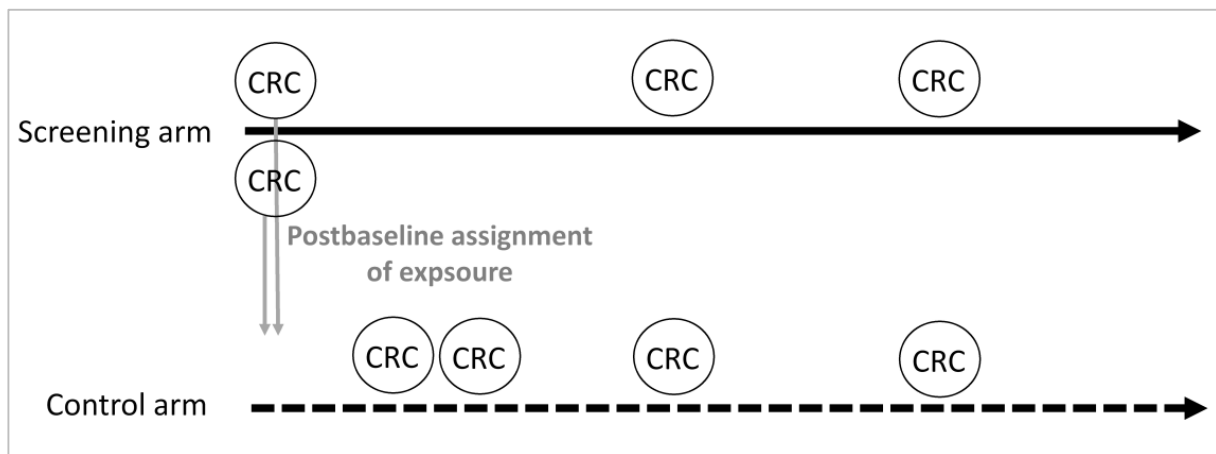 CRC CRC CRC
Screening arm
CRC
Postbaseline assignment
of expsoure
CRC CRC CRC CRC
Control arm